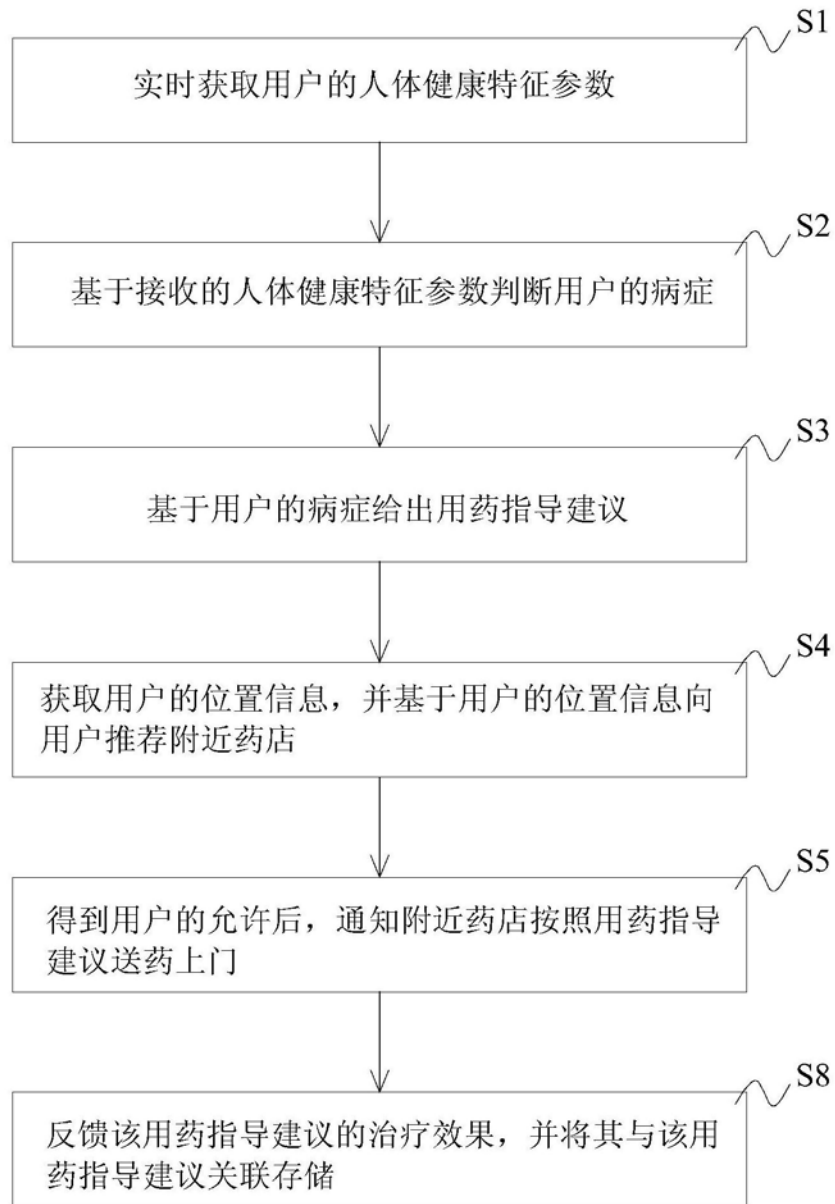 S1
实时获取用户的人体健康特征参数
S2
基于接收的人体健康特征参数判断用户的病症
S3
基于用户的病症给出用药指导建议
S4
获取用户的位置信息，并基于用户的位置信息向
用户推荐附近药店
S5
得到用户的允许后，通知附近药店按照用药指导
建议送药上门
S8
反馈该用药指导建议的治疗效果，并将其与该用
药指导建议关联存储